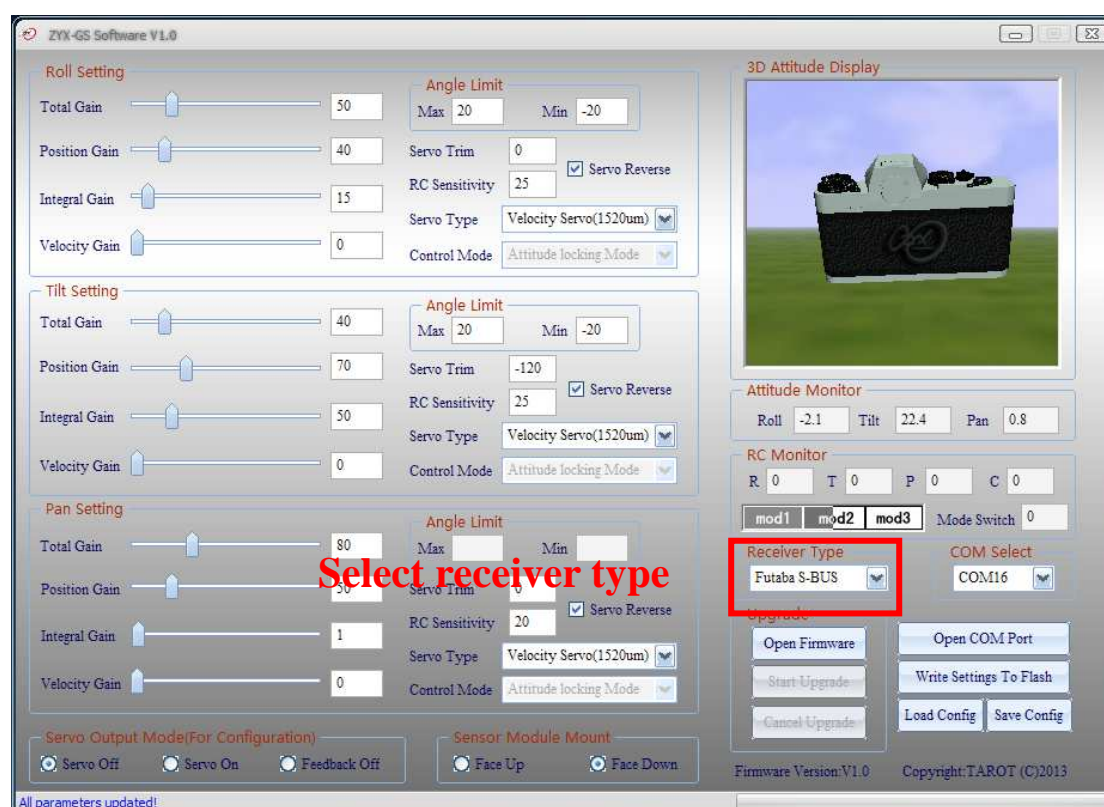 ZYX-GS Software V1.0
Roll Setting
Total Gain 50
Position Gain 40
Integral Gain 15
Velocity Gain 0
Angle Limit
Max 20 Min -20
Servo Trim 0
Servo Reverse
RC Sensitivity 25
Servo Type Velocity Servo(1520um)
Control Mode Attitude locking Mode
Tilt Setting
Total Gain 40
Position Gain 70
Integral Gain 50
Velocity Gain 0
Angle Limit
Max 20 Min -20
Servo Trim -120
Servo Reverse
RC Sensitivity 25
Servo Type Velocity Servo(1520um)
Control Mode Attitude locking Mode
Pan Setting
Total Gain 80
Position Gain 50
Integral Gain 1
Velocity Gain 0
Angle Limit
Max Min
Select receiver type
Servo Trim 0
Servo Reverse
RC Sensitivity 20
Servo Type Velocity Servo(1520um)
Control Mode Attitude locking Mode
Servo Output Mode(For Configuration)
Servo Off Servo On Feedback Off
Sensor Module Mount
Face Up Face Down
3D Attitude Display
ZYX
Attitude Monitor
Roll -2.1 Tilt 22.4 Pan 0.8
RC Monitor
R 0 T 0 P 0 C 0
mod1 mod2 mod3 Mode Switch 0
Receiver Type
Futaba S-BUS
COM Select
COM16
Upgrade
Open Firmware
Start Upgrade
Cancel Upgrade
Open COM Port
Write Settings To Flash
Load Config Save Config
Firmware Version:V1.0 Copyright:TAROT (C)2013
All parameters updated!